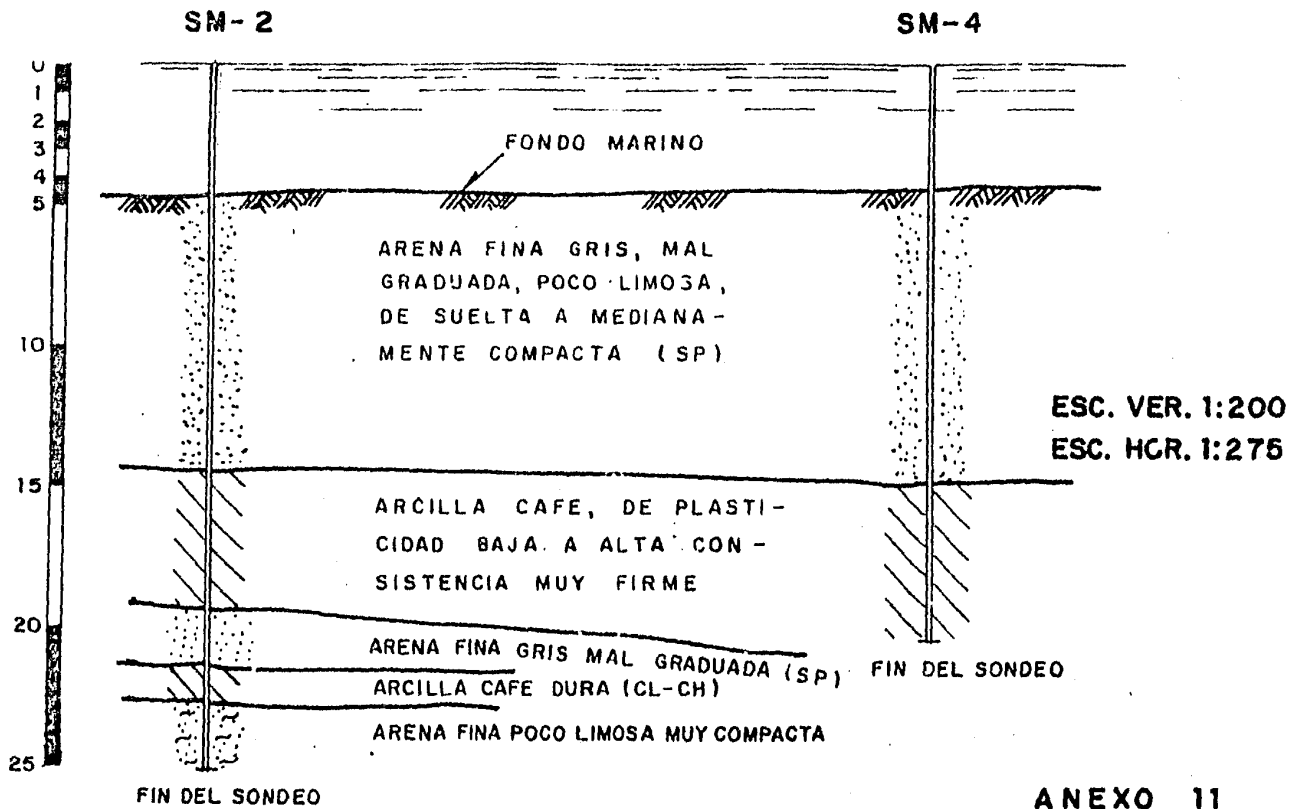 SM-2
SM-4
0
1
2
3
4
5
10
15
20
25
FONDO MARINO
ARENA FINA GRIS, MAL
GRADUADA, POCO LIMOSA,
DE SUELTA A MEDIANA-
MENTE COMPACTA (SP)
ESC. VER. 1:200
ESC. HOR. 1:275
ARCILLA CAFE, DE PLASTI-
CIDAD BAJA A ALTA CON-
SISTENCIA MUY FIRME
ARENA FINA GRIS MAL GRADUADA (SP)
FIN DEL SONDEO
ARCILLA CAFE DURA (CL-CH)
ARENA FINA POCO LIMOSA MUY COMPACTA
FIN DEL SONDEO
ANEXO 11